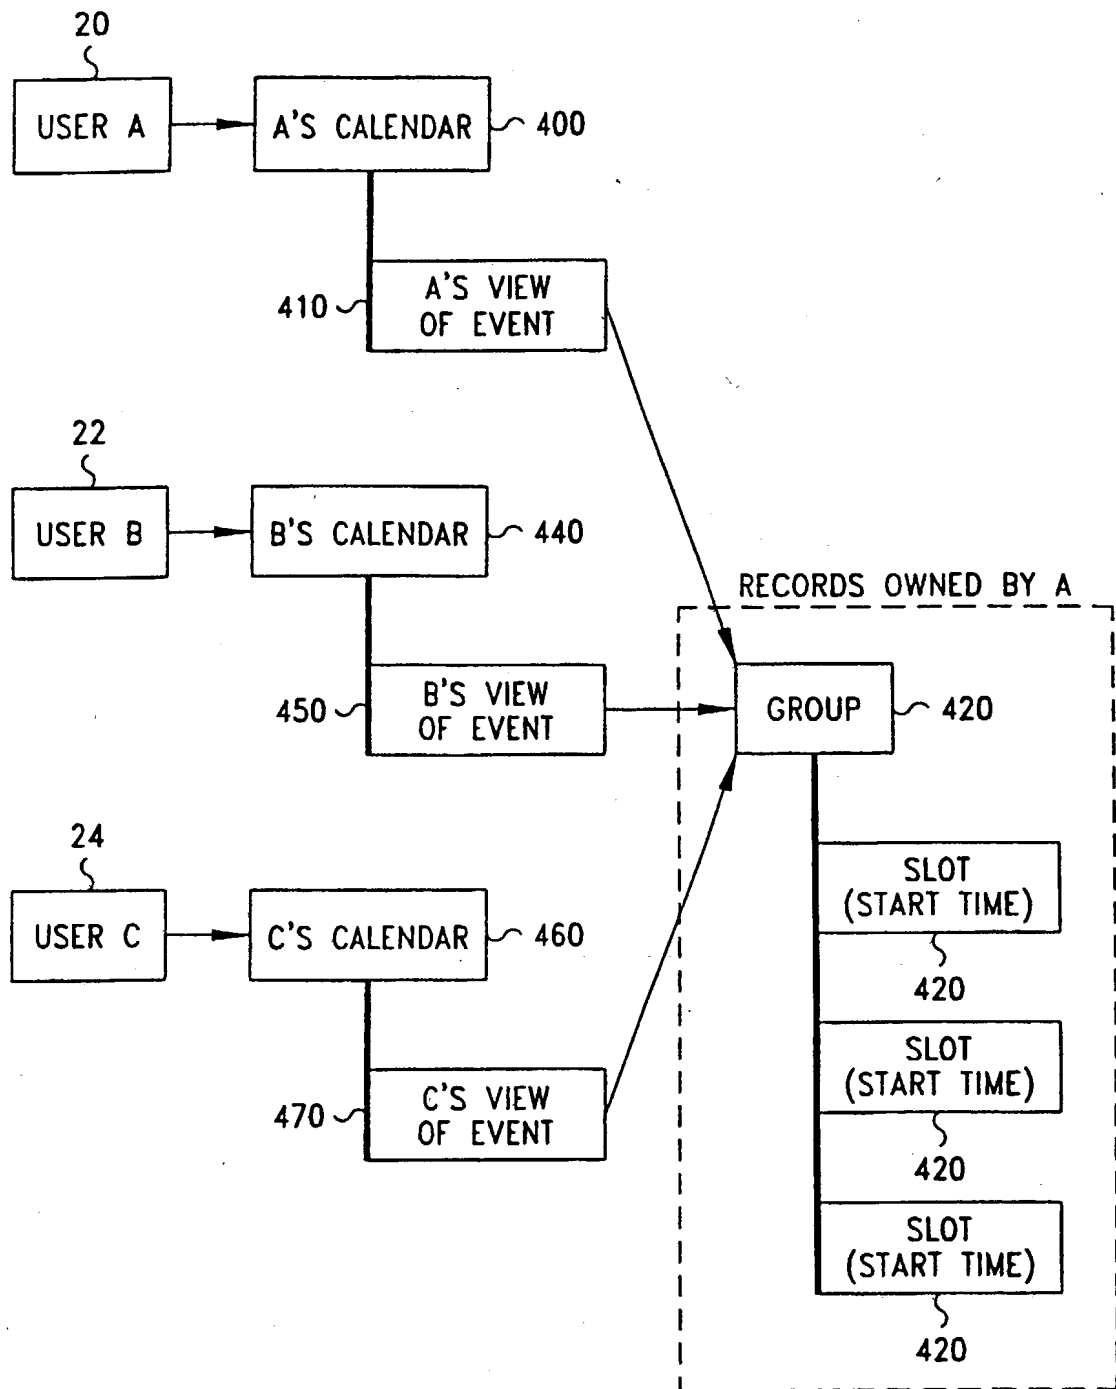 20
USER A
A'S CALENDAR
400
410
A'S VIEW
OF EVENT
22
USER B
B'S CALENDAR
440
450
B'S VIEW
OF EVENT
RECORDS OWNED BY A
GROUP
420
24
USER C
C'S CALENDAR
460
470
C'S VIEW
OF EVENT
SLOT
(START TIME)
420
SLOT
(START TIME)
420
SLOT
(START TIME)
420